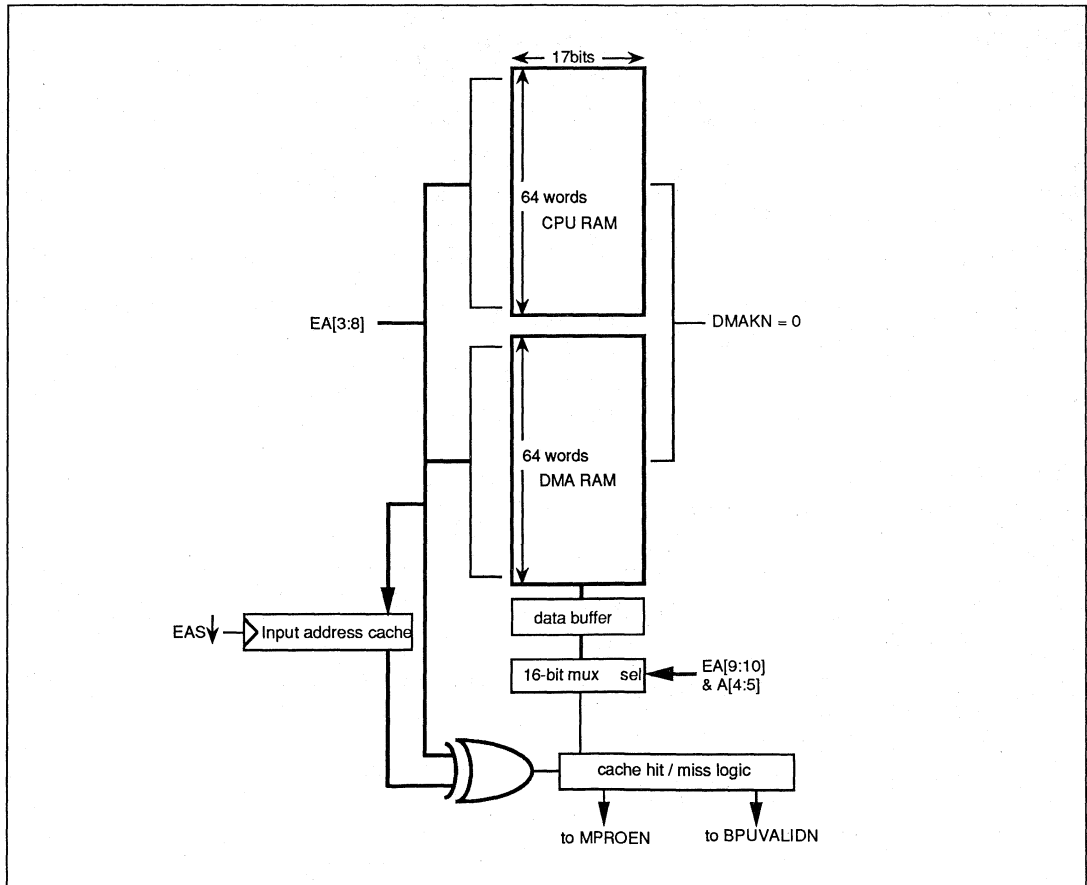 17bits
64 words
CPU RAM
EA[3:8]
DMAKN = 0
64 words
DMA RAM
data buffer
EAS
Input address cache
16-bit mux sel
EA[9:10]
& A[4:5]
cache hit / miss logic
to MPROEN
to BPUVALIDN